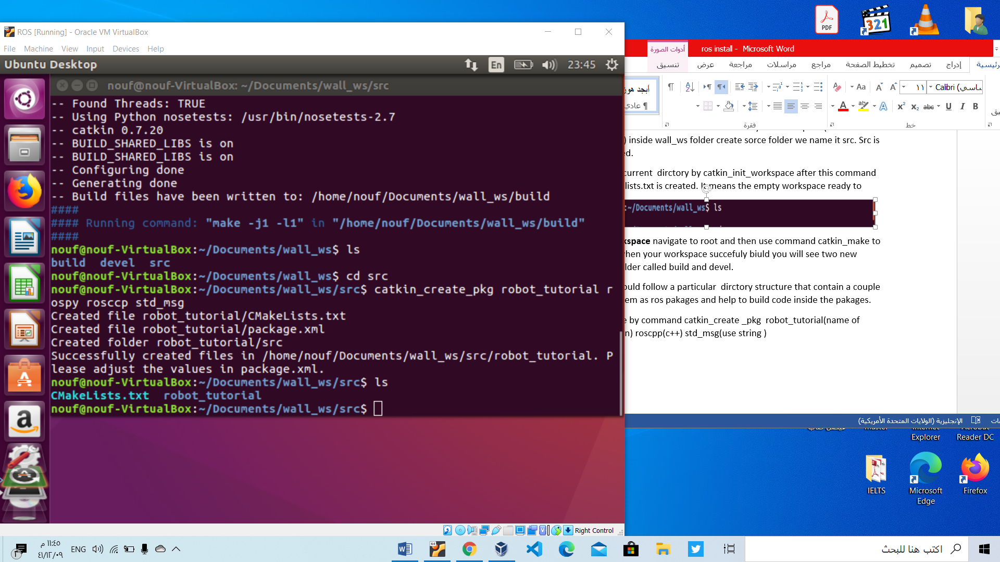 ROS [Running] - Oracle VM VirtualBox
File Machine View Input Devices Help
Ubuntu Desktop
En
23:45
nouf@nouf-VirtualBox: ~/Documents/wall_ws/src
-- Found Threads: TRUE
-- Using Python nosetests: /usr/bin/nosetests-2.7
-- catkin 0.7.20
-- BUILD_SHARED_LIBS is on
-- BUILD_SHARED_LIBS is on
-- Configuring done
-- Generating done
-- Build files have been written to: /home/nouf/Documents/wall_ws/build
####
#### Running command: "make -j1 -l1" in "/home/nouf/Documents/wall_ws/build"
####
nouf@nouf-VirtualBox:~/Documents/wall_ws$ ls
build devel src
nouf@nouf-VirtualBox:~/Documents/wall_ws$ cd src
nouf@nouf-VirtualBox:~/Documents/wall_ws/src$ catkin_create_pkg robot_tutorial r
ospy rosccp std_msg
Created file robot_tutorial/CMakeLists.txt
Created file robot_tutorial/package.xml
Created folder robot_tutorial/src
Successfully created files in /home/nouf/Documents/wall_ws/src/robot_tutorial. P
lease adjust the values in package.xml.
nouf@nouf-VirtualBox:~/Documents/wall_ws/src$ ls
CMakeLists.txt robot_tutorial
nouf@nouf-VirtualBox:~/Documents/wall_ws/src$
Right Control
PDF
321
أدوات الصورة
ros install - Microsoft Word
إدراج تصميم تخطيط الصفحة مراجع مراسلات مراجعة عرض تنسيق
Calibri
١١
Aa
أبجد هوز
¶ عادي
abc
U I B
فقرة
خط
) inside wall_ws folder create sorce folder we name it src. Src is
ed.
current dirctory by catkin_init_workspace after this command
lists.txt is created. It means the empty workspace ready to
:~/Documents/wall_ws$ ls
kspace navigate to root and then use command catkin_make to
hen your workspace succefuly biuld you will see two new
lder called build and devel.
ould follow a particular dirctory structure that contain a couple
em as ros pakages and help to build code inside the pakages.
e by command catkin_create _pkg robot_tutorial(name of
n) roscpp(c++) std_msg(use string )
الإنجليزية (الولايات المتحدة الأمريكية)
Explorer
Reader DC
IELTS
Microsoft
Edge
Firefox
١١:٤٥ م
٤١/١٢/٠٩
ENG
اكتب هنا للبحث